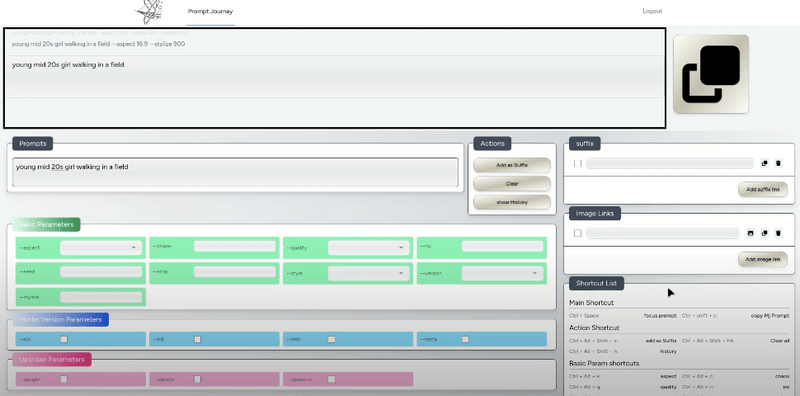 Prompt Journey
Logout
young mid 20s girl walking in a field --aspect 16:9 --stylize 900
young mid 20s girl walking in a field
Prompts
young mid 20s girl walking in a field
Actions
Add as Suffix
Clear
show History
suffix
Add suffix link
Image Links
Add image link
Basic Parameters
--aspect
--chaos
--quality
--no
--seed
--stop
--style
--version
--stylize
Model Version Parameters
--niji
--hd
--test
--testp
Upscaler Parameters
--uplight
--upbeta
--upanime
Shortcut List
Main Shortcut
Ctrl + Space focus prompt Ctrl + shift + c: copy Mj Prompt
Action Shortcut
Ctrl + Alt + Shift + s: add as Suffix Clear all
Ctrl + Alt + Shift + h history
Basic Param shortcuts
Ctrl + Alt + a: aspect Ctrl + Alt + c: chaos
Ctrl + Alt + q quality Ctrl + Alt + n: no